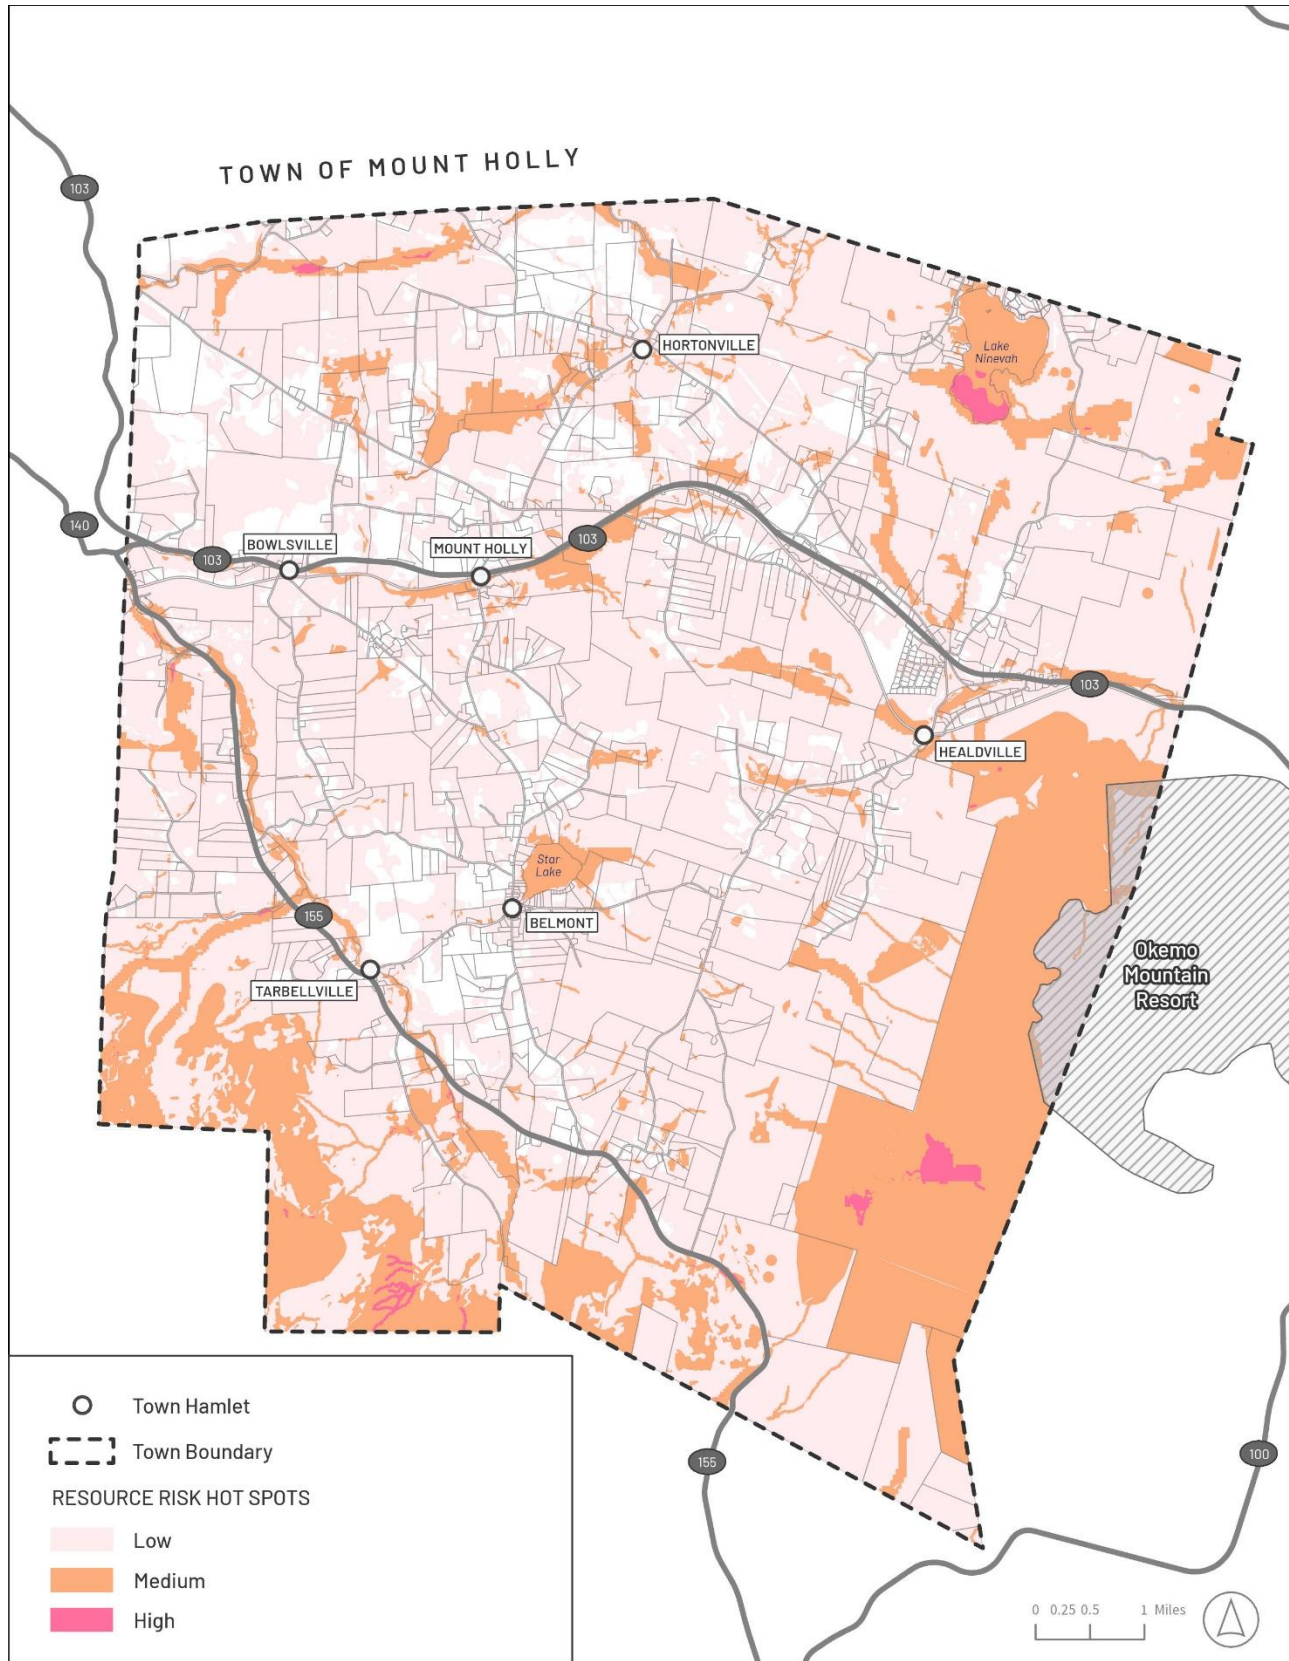 TOWN OF MOUNT HOLLY
103
HORTONVILLE
Lake
Ninevah
140
103
BOWLSVILLE
MOUNT HOLLY
103
103
HEALDVILLE
Star
Lake
BELMONT
155
TARBELLVILLE
Okemo
Mountain
Resort
Town Hamlet
Town Boundary
RESOURCE RISK HOT SPOTS
Low
Medium
High
155
100
0 0.25 0.5 1 Miles